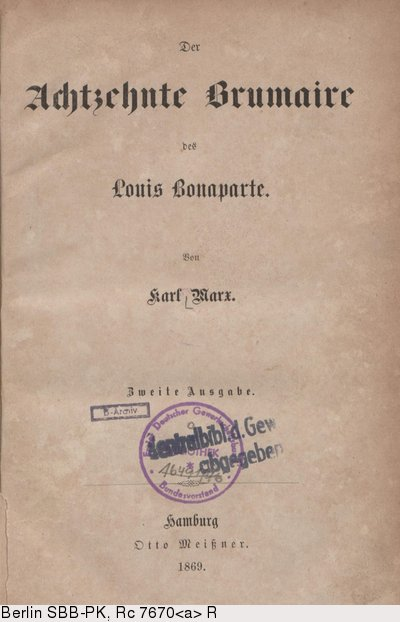 Der
Achtzehnte Brumaire
des
Louis Bonaparte.
Von
Karl Marx.
Zweite Ausgabe.
B-Archiv
Deutscher Gewerkschafts
Zentralbibl. d. Gew
abgegeben
Bundesvorstand
Hamburg
Otto Meißner.
1869.
Berlin SBB-PK, Rc 7670<a> R